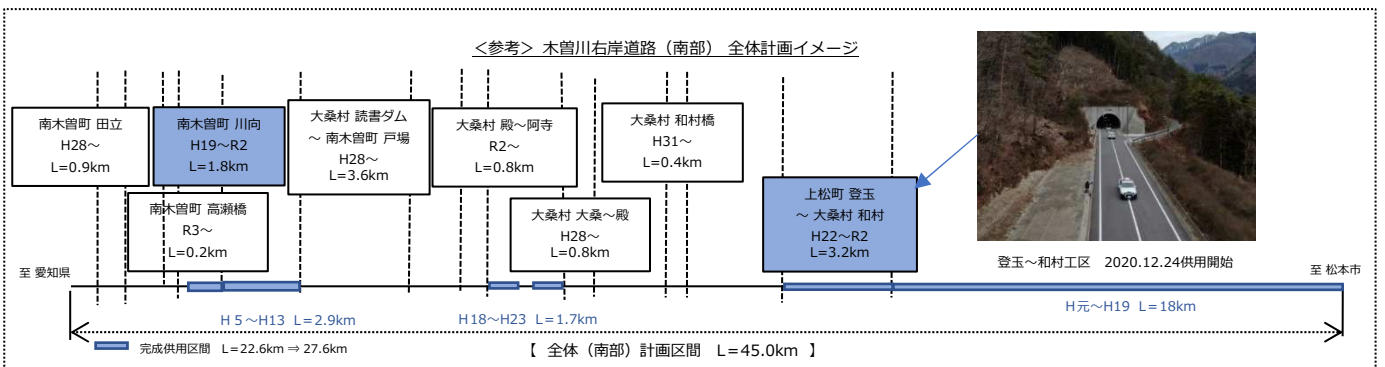 ＜参考＞ 木曽川右岸道路（南部） 全体計画イメージ
南木曽町 田立
H28～
L=0.9km
南木曽町 川向
H19～R2
L=1.8km
大桑村 読書ダム
～ 南木曽町 戸場
H28～
L=3.6km
大桑村 殿～阿寺
R2～
L=0.8km
大桑村 和村橋
H31～
L=0.4km
南木曽町 高瀬橋
R3～
L=0.2km
大桑村 大桑～殿
H28～
L=0.8km
上松町 登玉
～ 大桑村 和村
H22～R2
L=3.2km
登玉～和村工区 2020.12.24供用開始
至 愛知県
至 松本市
H５～H13 L=2.9km
H18～H23 L=1.7km
H元～H19 L=18km
完成供用区間 L=22.6km ⇒ 27.6km
【 全体（南部）計画区間 L=45.0km 】